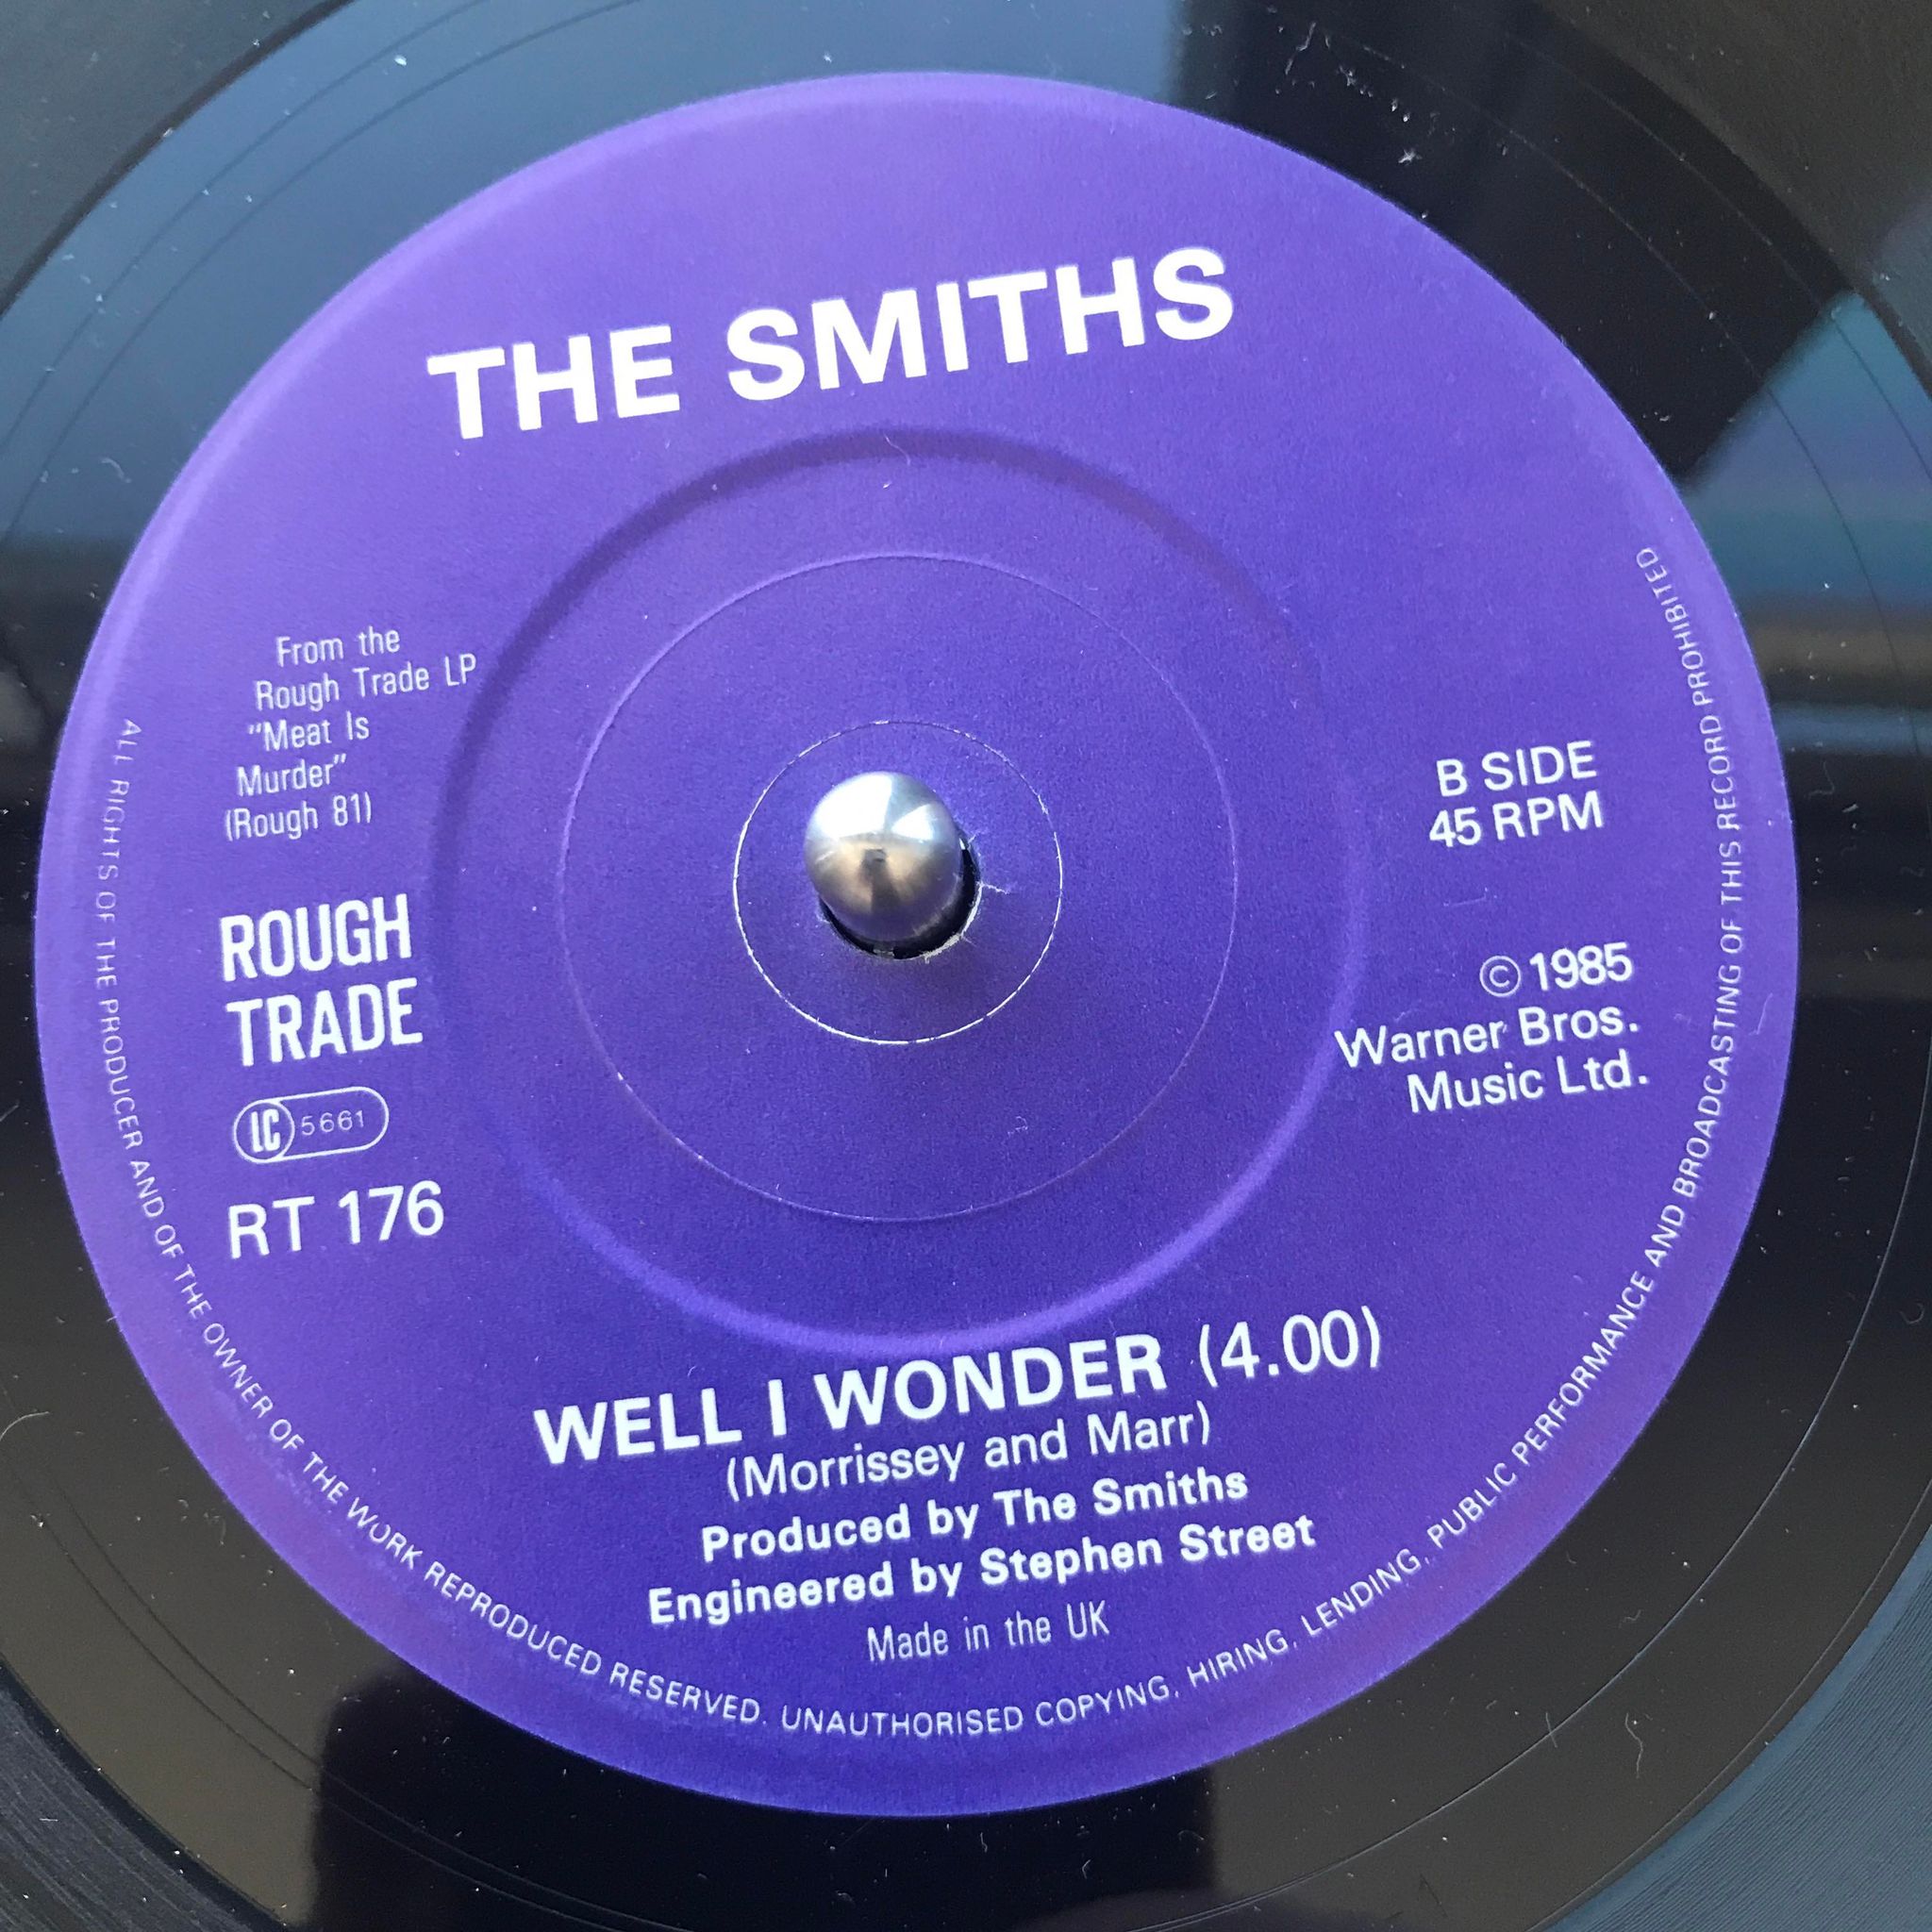 THE SMITHS
From the
Rough Trade LP
"Meat Is
Murder"
(Rough 81)
ROUGH
TRADE
LC 5661
RT 176
B SIDE
45 RPM
© 1985
Warner Bros.
Music Ltd.
WELL I WONDER (4.00)
(Morrissey and Marr)
Produced by The Smiths
Engineered by Stephen Street
Made in the UK
ALL RIGHTS OF THE PRODUCER AND OF THE OWNER OF THE WORK REPRODUCED RESERVED. UNAUTHORISED COPYING, HIRING, LENDING, PUBLIC PERFORMANCE AND BROADCASTING OF THIS RECORD PROHIBITED